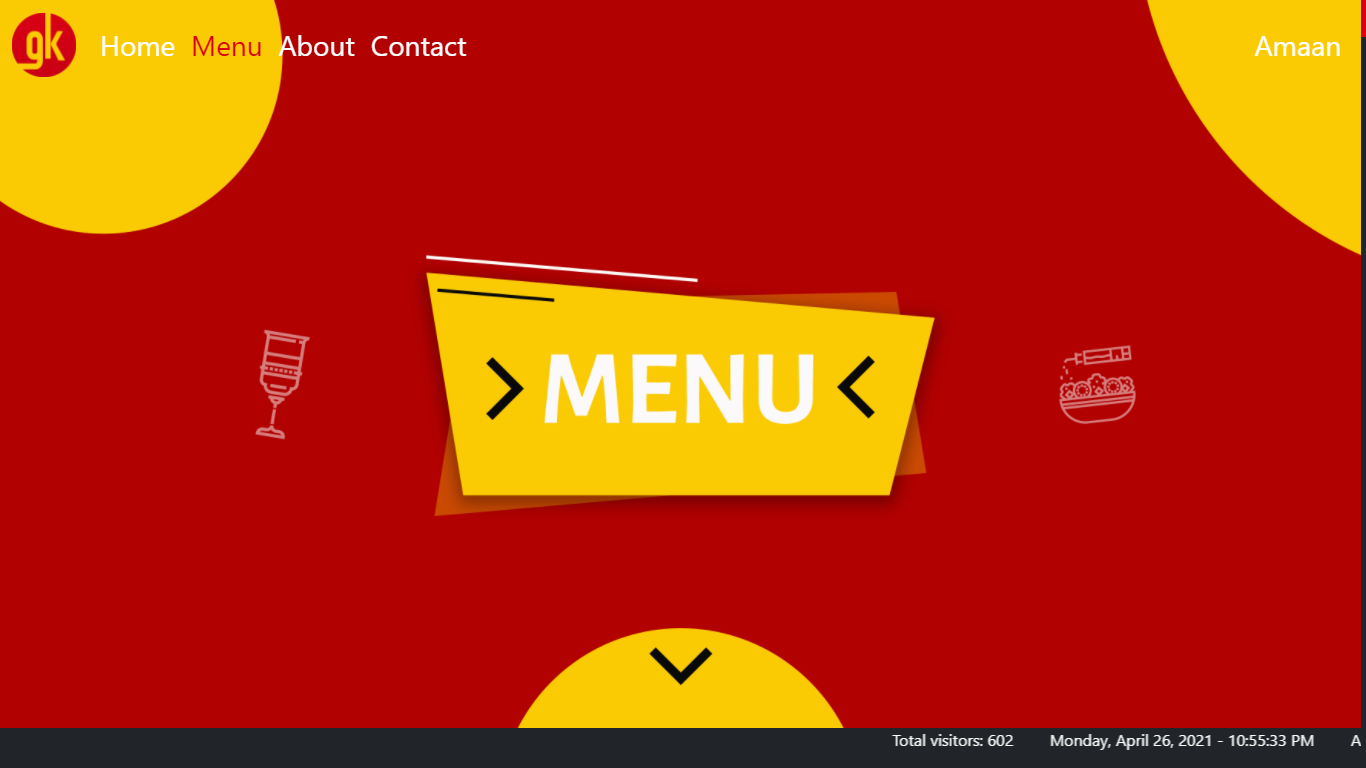 gk Home Menu About Contact Amaan
MENU
Total visitors: 602 Monday, April 26, 2021 - 10:55:33 PM A